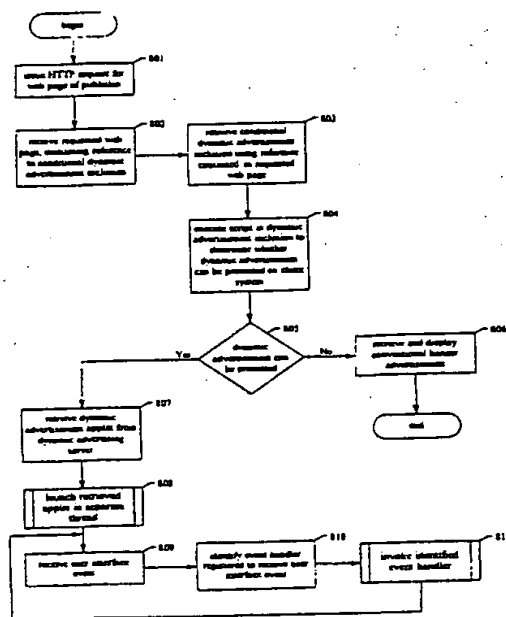 begin
801
issue HTTP request for
web page of publisher
802
receive requested web
page, containing reference
to conditional dynamic
advertisement inclusion
803
retrieve conditional
dynamic advertisement
inclusion using reference
contained in requested
web page
804
execute script in dynamic
advertisement inclusion to
determine whether
dynamic advertisement
can be presented on client
system
805
dynamic
advertisement can
be presented
Yes
No
806
retrieve and display
conventional banner
advertisement
end
807
retrieve dynamic
advertisement applet from
dynamic advertising
server
808
launch retrieved
applet in separate
thread
809
receive user interface
event
810
identify event handler
registered to receive user
interface event
81
invoke identified
event handler